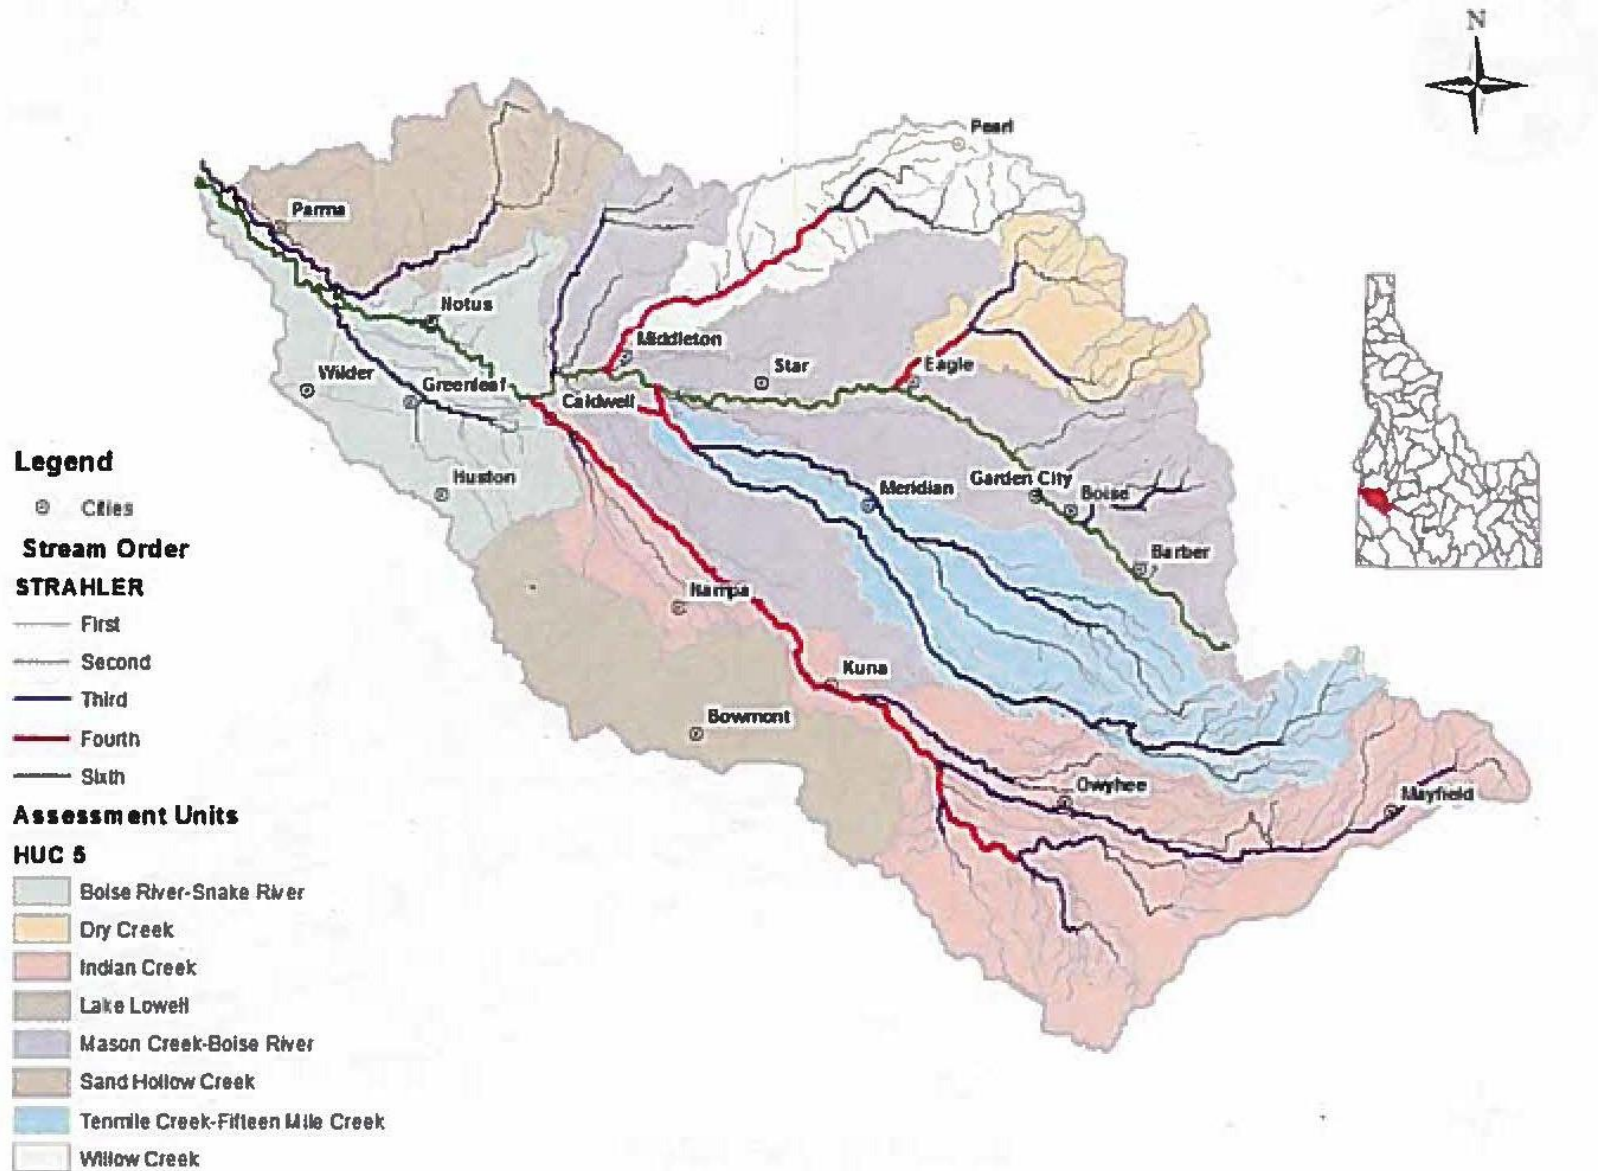 N
Pearl
Parma
Notus
Middleton
Wilder
Star
Eagle
Greenleaf
Caldwell
Huston
Meridian
Garden City
Boise
Barber
Nampa
Kuna
Bowmont
Owyhee
Mayfield
Legend
Cities
Stream Order
STRAHLER
First
Second
Third
Fourth
Sixth
Assessment Units
HUC 5
Boise River-Snake River
Dry Creek
Indian Creek
Lake Lowell
Mason Creek-Boise River
Sand Hollow Creek
Tenmile Creek-Fifteen Mile Creek
Willow Creek